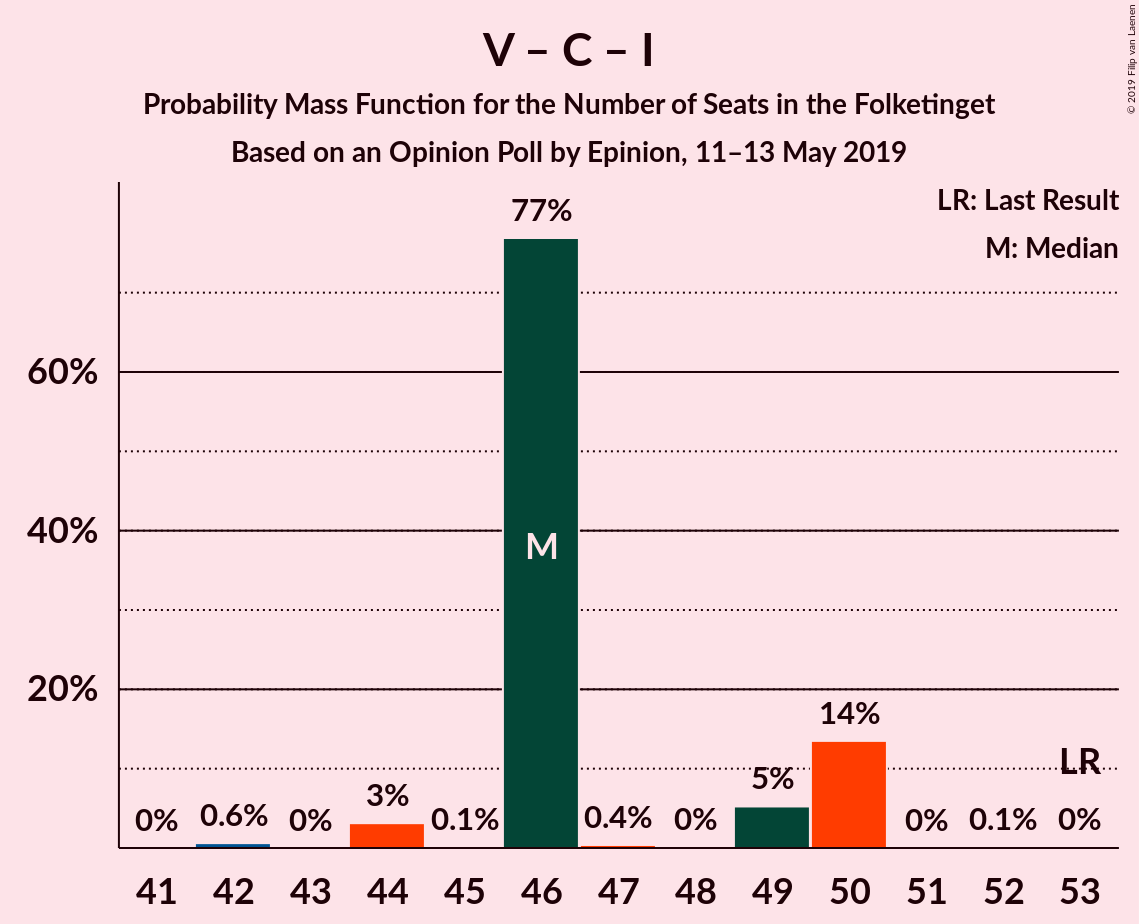 V – C – I
Probability Mass Function for the Number of Seats in the Folketinget
Based on an Opinion Poll by Epinion, 11–13 May 2019
© 2019 Filip van Laenen
LR: Last Result
M: Median
77%
60%
40%
20%
M
14%
LR
5%
3%
0% 0.6% 0% 0.1% 0.4% 0% 0% 0.1% 0%
41 42 43 44 45 46 47 48 49 50 51 52 53